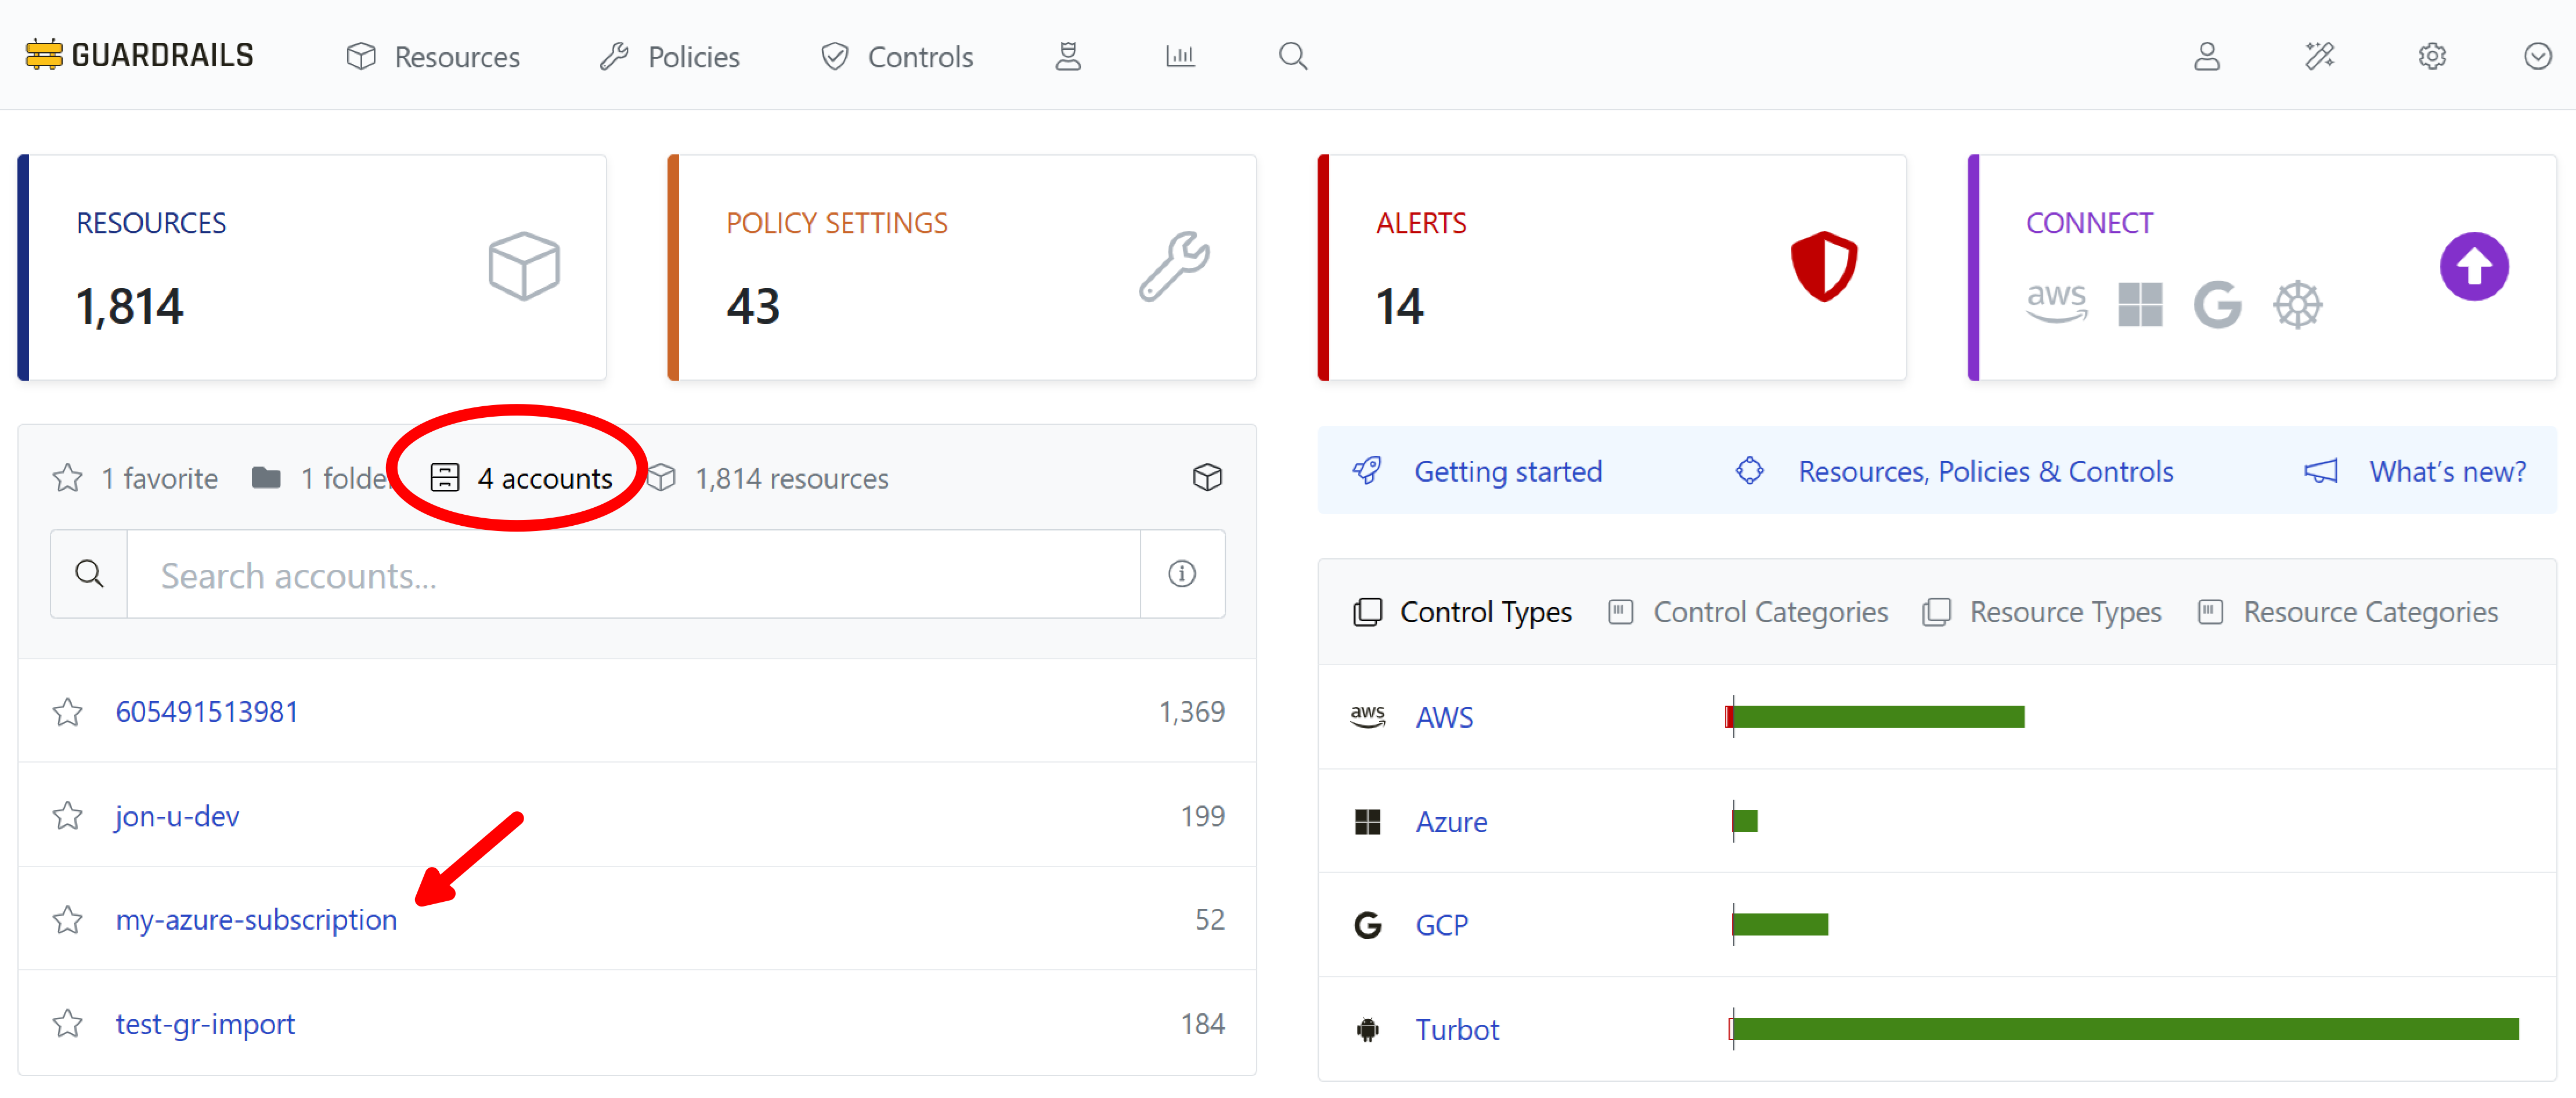 GUARDRAILS Resources Policies Controls
RESOURCES
1,814
POLICY SETTINGS
43
ALERTS
14
CONNECT
aws
1 favorite 1 folder 4 accounts 1,814 resources
Search accounts...
605491513981 1,369
jon-u-dev 199
my-azure-subscription 52
test-gr-import 184
Getting started Resources, Policies & Controls What's new?
Control Types Control Categories Resource Types Resource Categories
aws AWS
Azure
GCP
Turbot